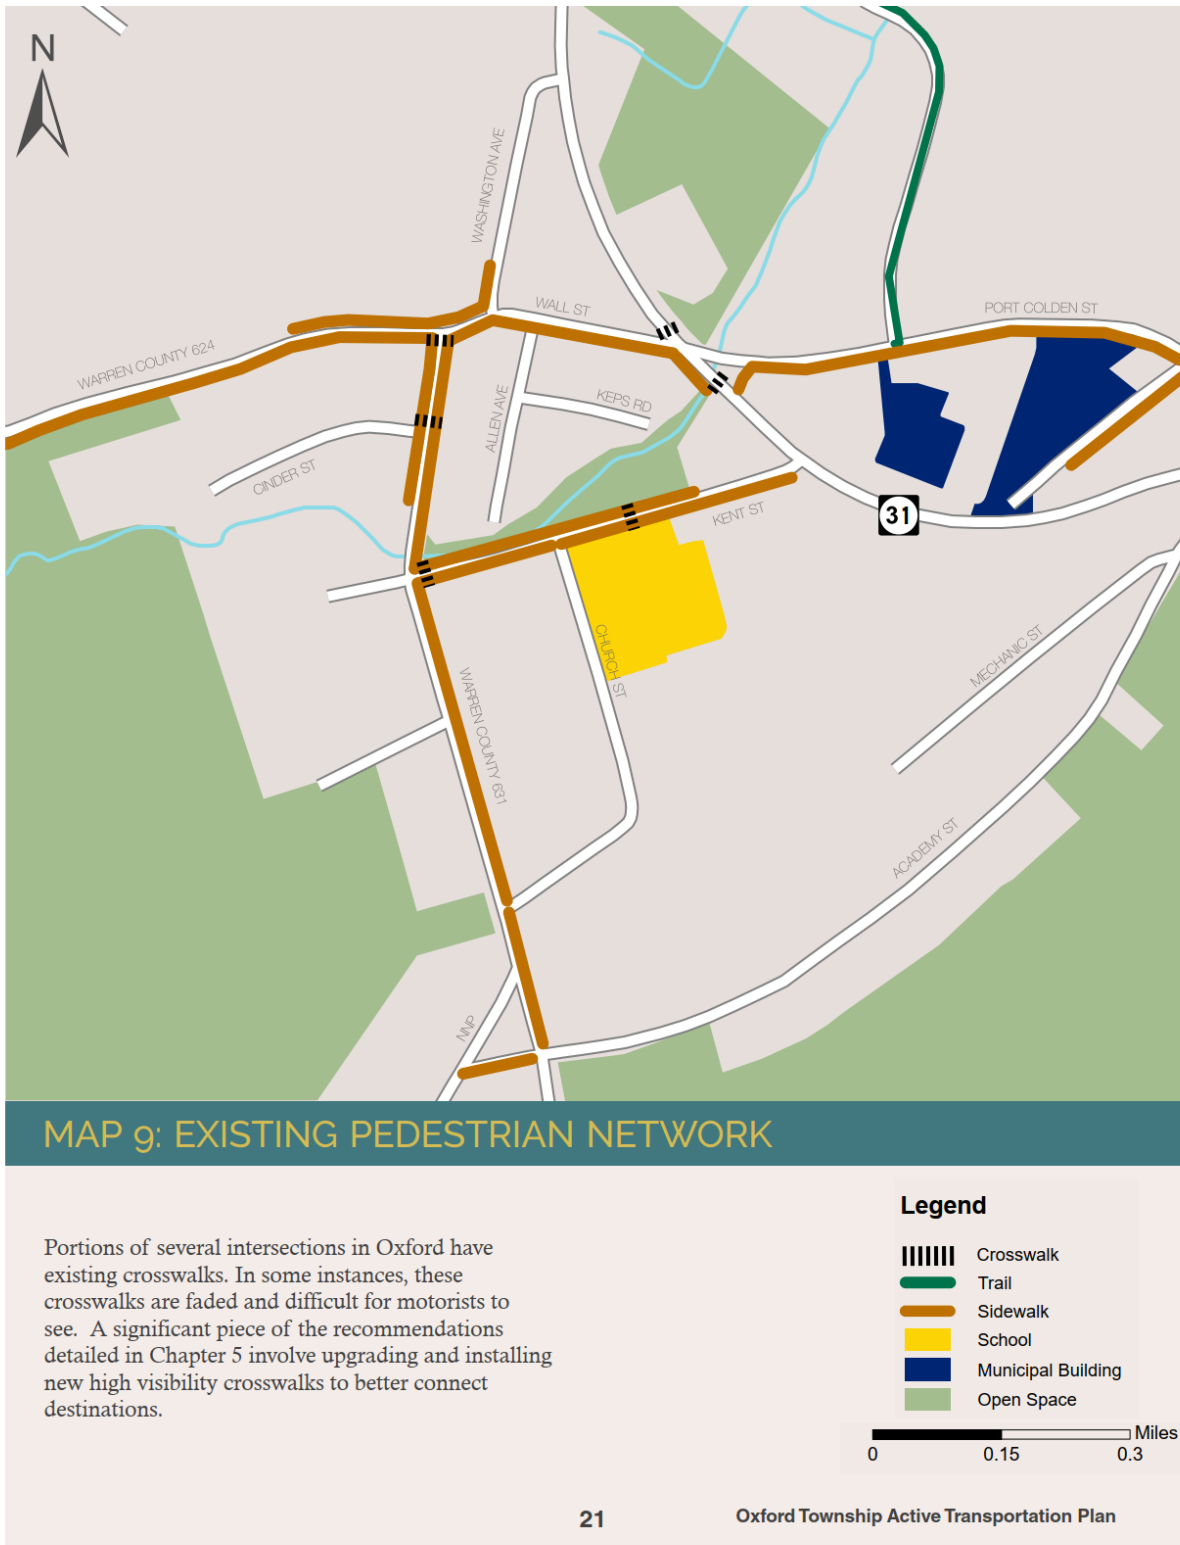 N
WASHINGTON AVE
WALL ST
PORT COLDEN ST
WARREN COUNTY 624
KEPS RD
ALLEN AVE
CINDER ST
KENT ST
31
CHURCH ST
MECHANIC ST
WARREN COUNTY 631
ACADEMY ST
NNP
MAP 9: EXISTING PEDESTRIAN NETWORK
Portions of several intersections in Oxford have
existing crosswalks. In some instances, these
crosswalks are faded and difficult for motorists to
see.  A significant piece of the recommendations
detailed in Chapter 5 involve upgrading and installing
new high visibility crosswalks to better connect
destinations.
Legend
Crosswalk
Trail
Sidewalk
School
Municipal Building
Open Space
Miles
0 0.15 0.3
21 Oxford Township Active Transportation Plan